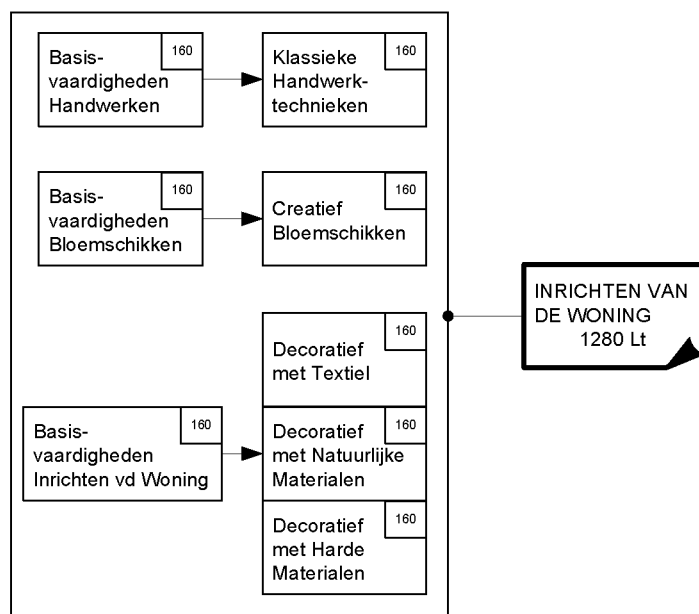 160
Basis-
vaardigheden
Handwerken
160
Klassieke
Handwerk-
technieken
160
Basis-
vaardigheden
Bloemschikken
160
Creatief
Bloemschikken
160
Decoratief
met Textiel
160
Basis-
vaardigheden
Inrichten vd Woning
160
Decoratief
met Natuurlijke
Materialen
160
Decoratief
met Harde
Materialen
INRICHTEN VAN
DE WONING
1280 Lt